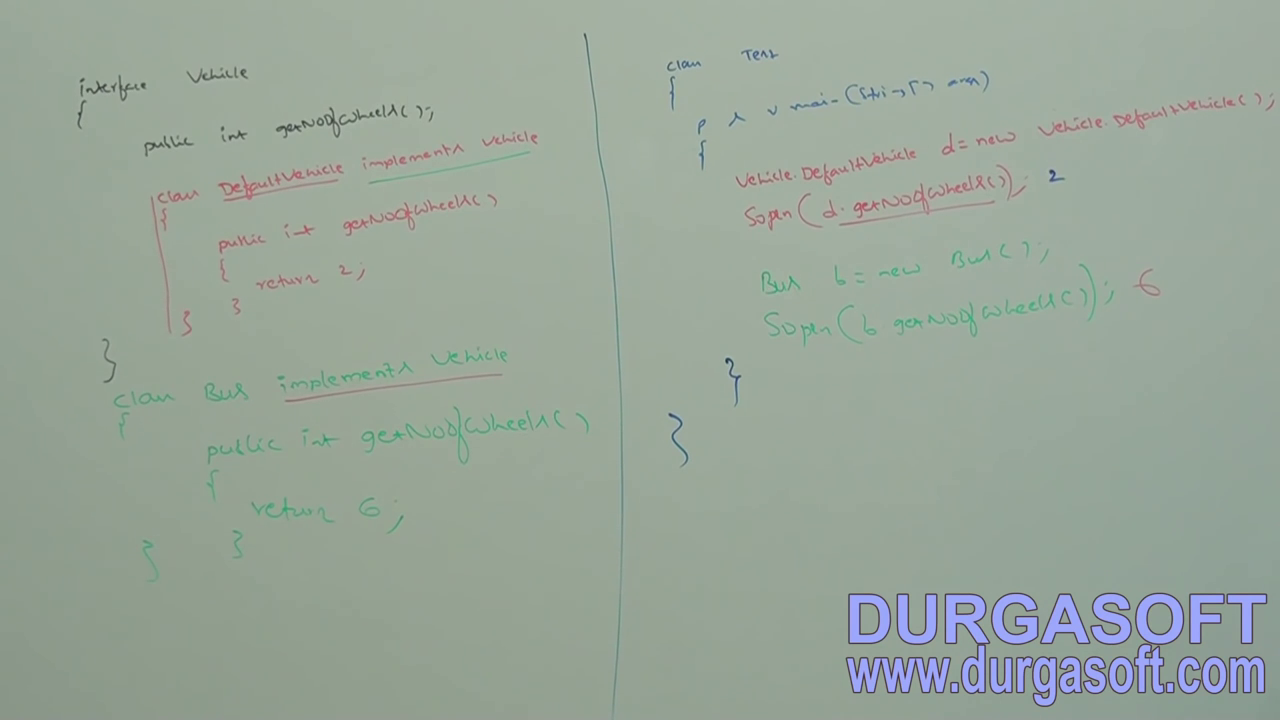 interface Vehicle
{
public int getNoOfWheels();
class DefaultVehicle implements Vehicle
{
public int getNoOfWheels()
{
return 2;
}
}
}
class Bus implements Vehicle
{
public int getNoOfWheels()
{
return 6;
}
}
class Test
{
p s v main(String[] args)
{
Vehicle.DefaultVehicle d = new Vehicle.DefaultVehicle();
Sopln(d.getNoOfWheels()); 2
Bus b = new Bus();
Sopln(b.getNoOfWheels()); 6
}
}
DURGASOFT
www.durgasoft.com